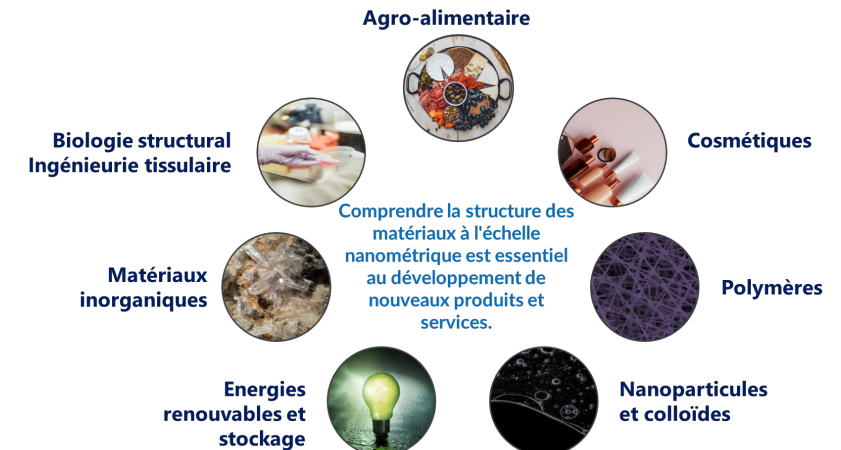 Agro-alimentaire
Biologie structural
Ingénieurie tissulaire
Cosmétiques
Comprendre la structure des
matériaux à l'échelle
nanométrique est essentiel
au développement de
nouveaux produits et
services.
Matériaux
inorganiques
Polymères
Energies
renouvables et
stockage
Nanoparticules
et colloïdes